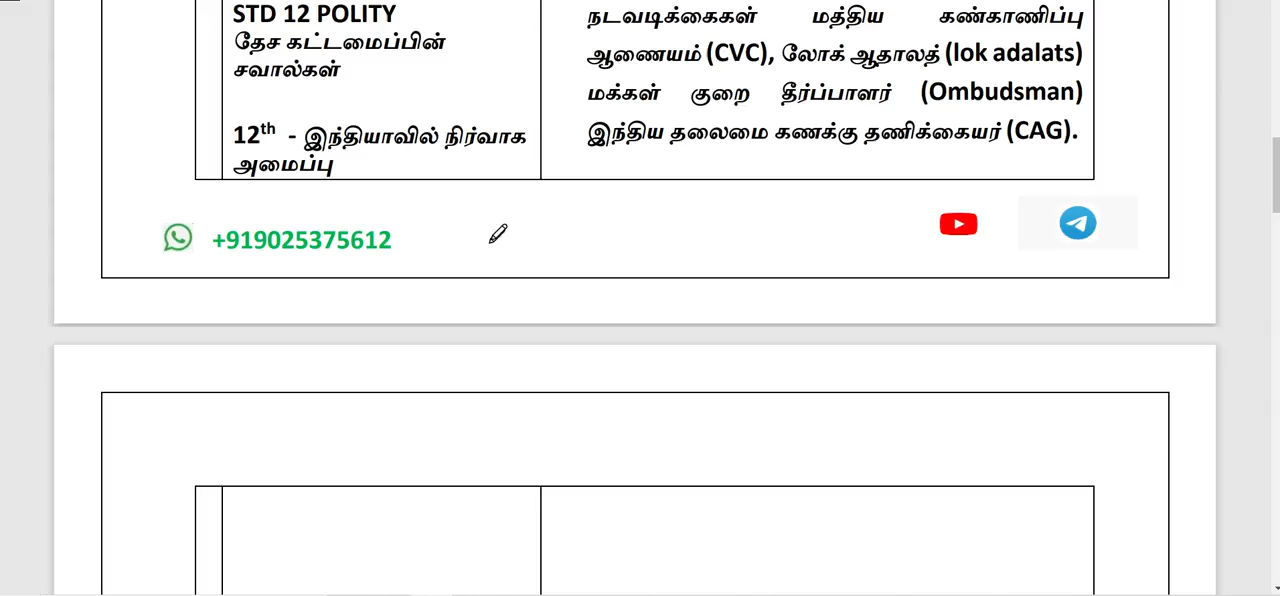 STD 12 POLITY
தேச கட்டமைப்பின்
சவால்கள்
12th - இந்தியாவில் நிர்வாக
அமைப்பு
நடவடிக்கைகள் மத்திய கண்காணிப்பு
ஆணையம் (CVC), லோக் ஆதாலத் (lok adalats)
மக்கள் குறை தீர்ப்பாளர் (Ombudsman)
இந்திய தலைமை கணக்கு தணிக்கையர் (CAG).
+919025375612